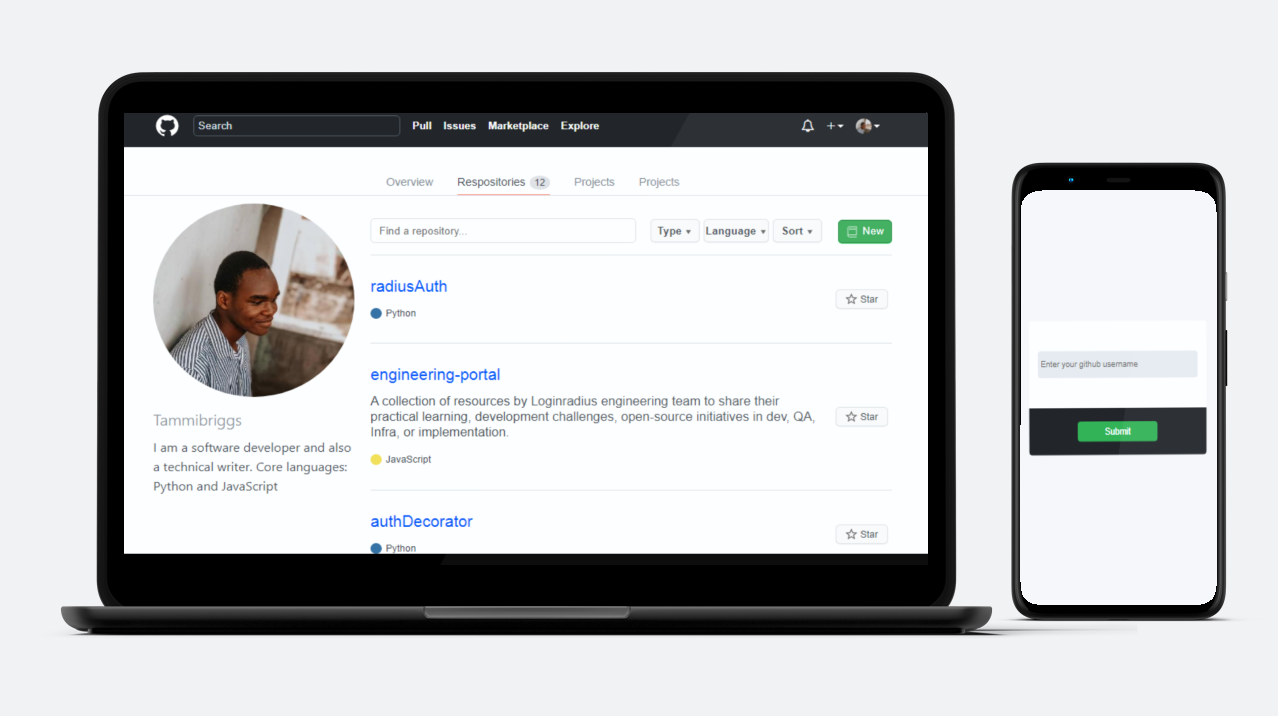 Search Pull Issues Marketplace Explore
Overview Respositories 12 Projects Projects
Find a repository... Type Language Sort New
radiusAuth
Star
Python
engineering-portal
A collection of resources by Loginradius engineering team to share their
practical learning, development challenges, open-source initiatives in dev, QA,
Infra, or implementation.
Star
JavaScript
authDecorator
Star
Python
Tammibriggs
I am a software developer and also
a technical writer. Core languages:
Python and JavaScript
Enter your github username
Submit